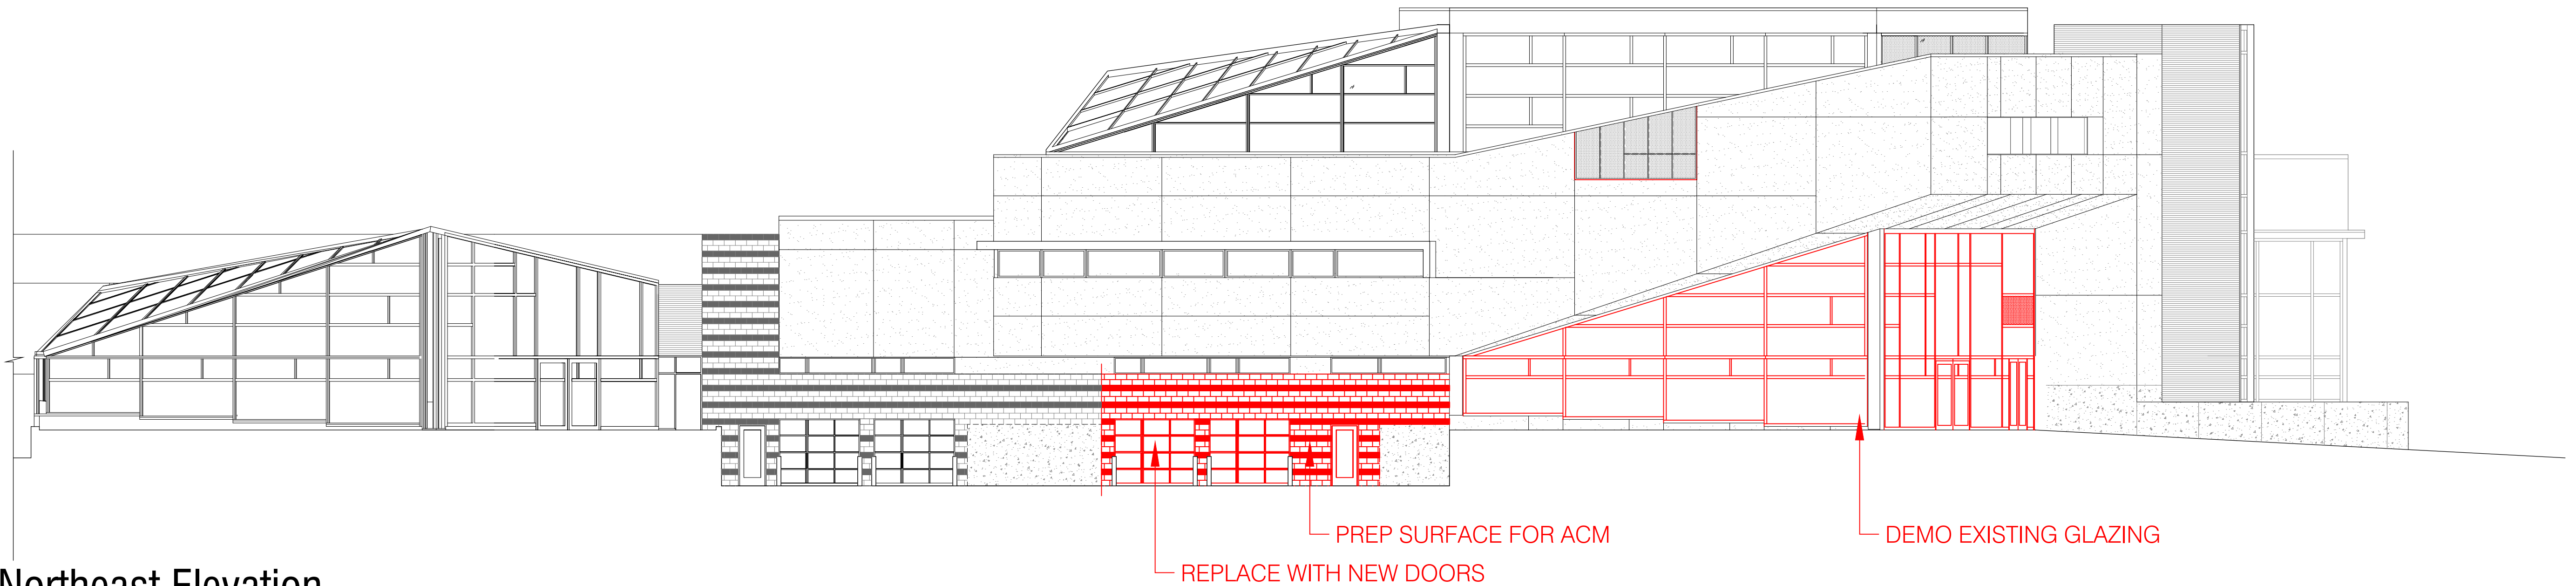 PREP SURFACE FOR ACM
DEMO EXISTING GLAZING
REPLACE WITH NEW DOORS
Northeast Elevation